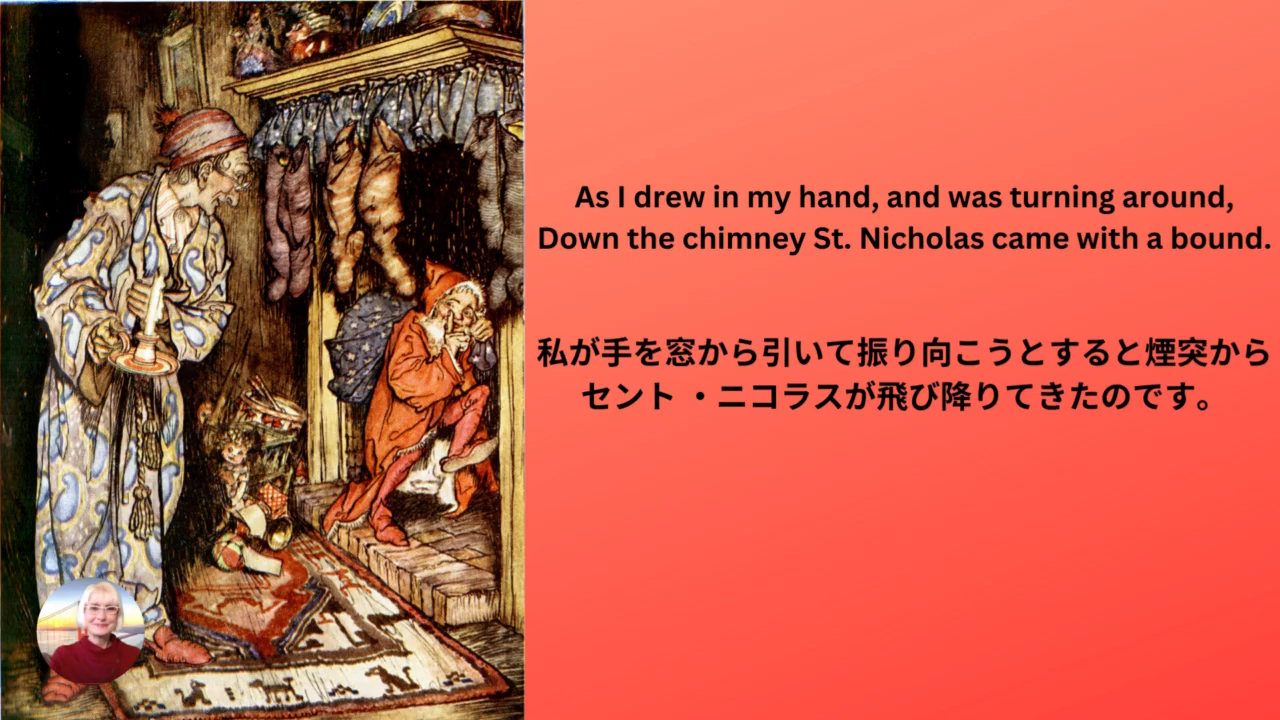 As I drew in my hand, and was turning around,
Down the chimney St. Nicholas came with a bound.
私が手を窓から引いて振り向こうとすると煙突から
セント ・ニコラスが飛び降りてきたのです。